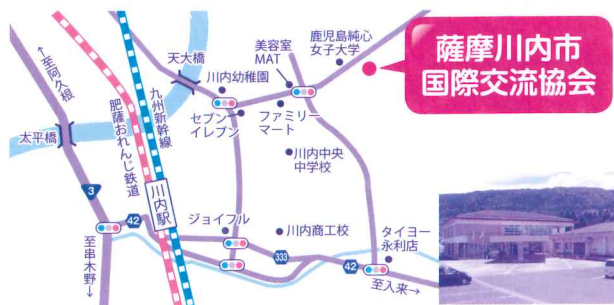 薩摩川内市
国際交流協会
鹿児島純心
女子大学
美容室
MAT
天大橋
川内幼稚園
←至阿久根
セブン
イレブン
ファミリー
マート
太平橋
九州新幹線
肥薩おれんじ鉄道
川内中央
中学校
3
川内駅
42
ジョイフル
川内商工校
333
タイヨー
永利店
42
至串木野→
至入来→